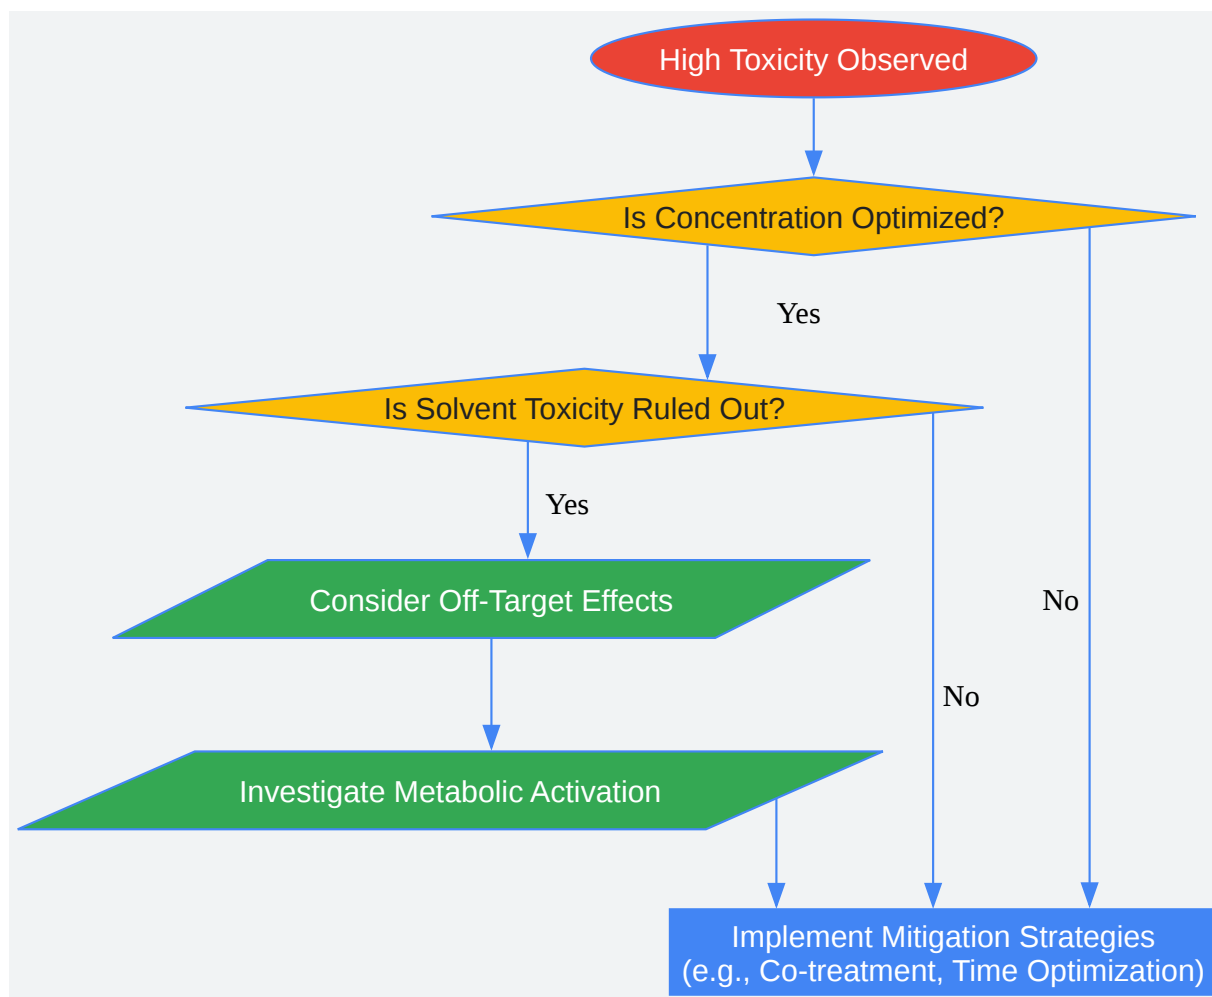 High Toxicity Observed
Is Concentration Optimized?
Yes
Is Solvent Toxicity Ruled Out?
Yes
Consider Off-Target Effects
No
No
Investigate Metabolic Activation
Implement Mitigation Strategies
(e.g., Co-treatment, Time Optimization)